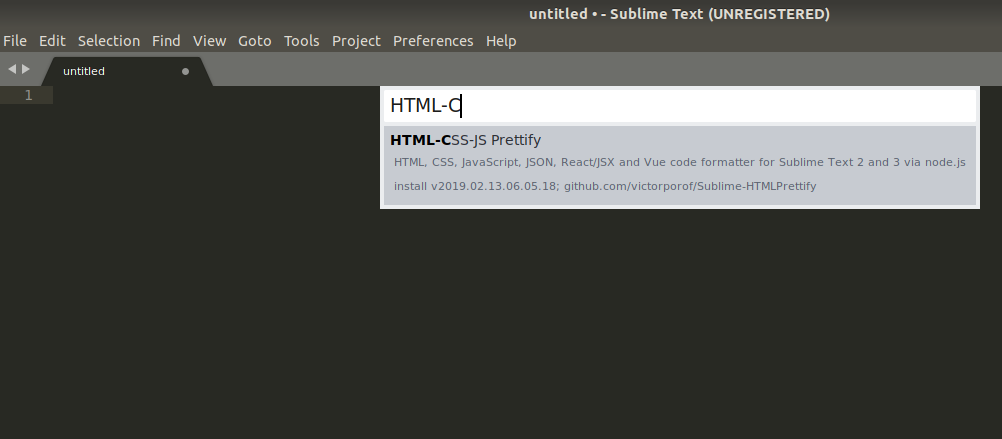 untitled • - Sublime Text (UNREGISTERED)
File Edit Selection Find View Goto Tools Project Preferences Help
untitled
1
HTML-C
HTML-CSS-JS Prettify
HTML, CSS, JavaScript, JSON, React/JSX and Vue code formatter for Sublime Text 2 and 3 via node.js
install v2019.02.13.06.05.18; github.com/victorporof/Sublime-HTMLPrettify